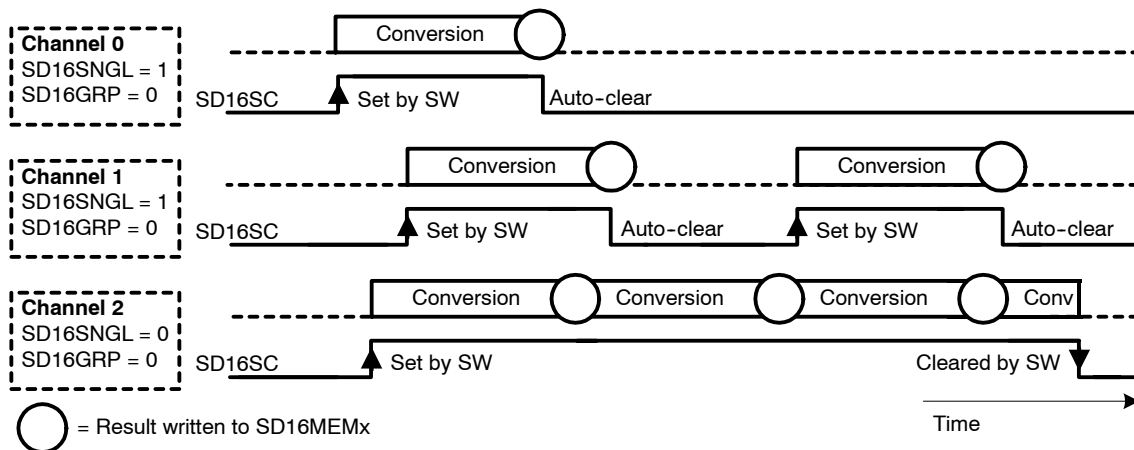 Channel 0
SD16SNGL = 1
SD16GRP = 0
Conversion
SD16SC
Set by SW
Auto-clear
Channel 1
SD16SNGL = 1
SD16GRP = 0
Conversion
Conversion
SD16SC
Set by SW
Auto-clear
Set by SW
Auto-clear
Channel 2
SD16SNGL = 0
SD16GRP = 0
Conversion
Conversion
Conversion
Conv
SD16SC
Set by SW
Cleared by SW
= Result written to SD16MEMx
Time